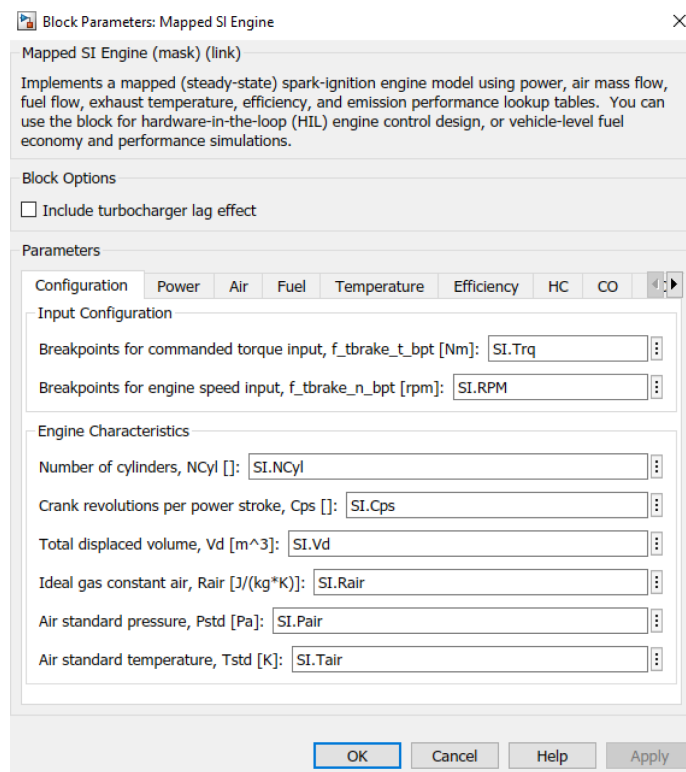 Block Parameters: Mapped SI Engine
Mapped SI Engine (mask) (link)
Implements a mapped (steady-state) spark-ignition engine model using power, air mass flow,
fuel flow, exhaust temperature, efficiency, and emission performance lookup tables. You can
use the block for hardware-in-the-loop (HIL) engine control design, or vehicle-level fuel
economy and performance simulations.
Block Options
Include turbocharger lag effect
Parameters
Configuration Power Air Fuel Temperature Efficiency HC CO
Input Configuration
Breakpoints for commanded torque input, f_tbrake_t_bpt [Nm]: SI.Trq
Breakpoints for engine speed input, f_tbrake_n_bpt [rpm]: SI.RPM
Engine Characteristics
Number of cylinders, NCyl []: SI.NCyl
Crank revolutions per power stroke, Cps []: SI.Cps
Total displaced volume, Vd [m^3]: SI.Vd
Ideal gas constant air, Rair [J/(kg*K)]: SI.Rair
Air standard pressure, Pstd [Pa]: SI.Pair
Air standard temperature, Tstd [K]: SI.Tair
OK Cancel Help Apply